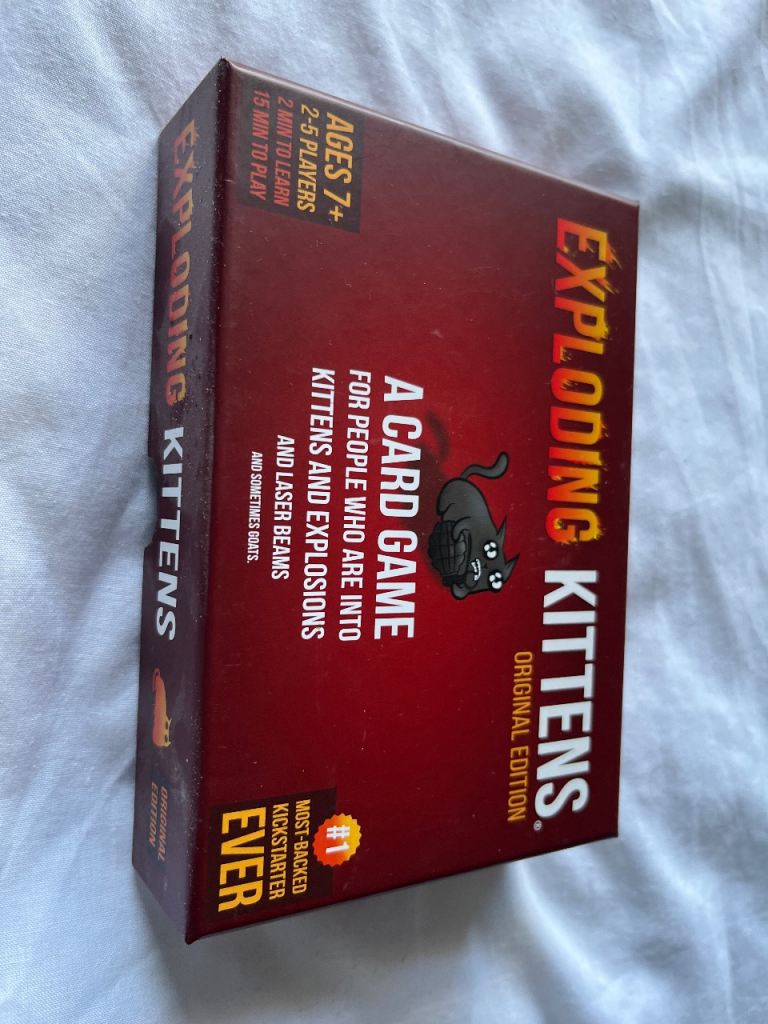 EXPLODING KITTENS®
ORIGINAL EDITION
A CARD GAME
FOR PEOPLE WHO ARE INTO
KITTENS AND EXPLOSIONS
AND LASER BEAMS
AND SOMETIMES GOATS.
AGES 7+
2-5 PLAYERS
2 MIN TO LEARN
15 MIN TO PLAY
#1
MOST-BACKED
KICKSTARTER
EVER
EXPLODING KITTENS
ORIGINAL
EDITION